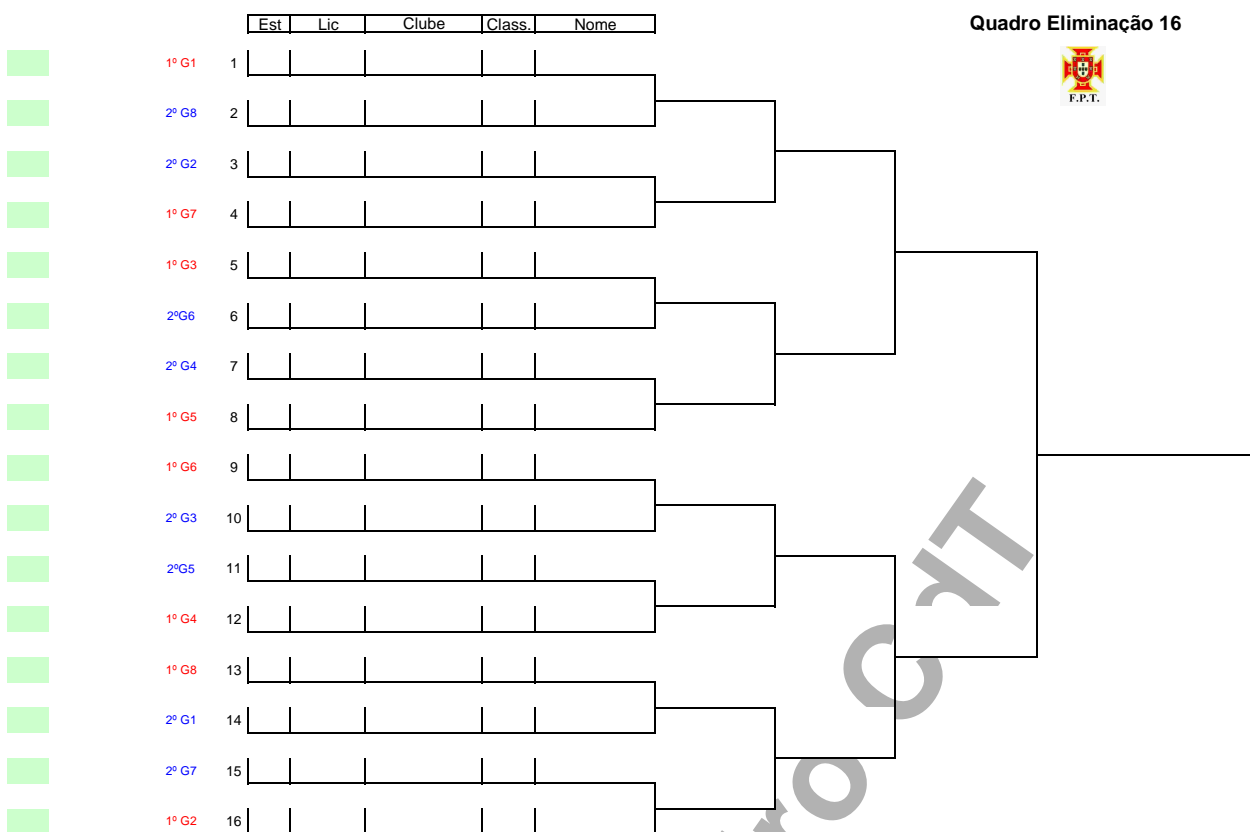 Est Lic Clube Class. Nome
Quadro Eliminação 16
F.P.T.
1º G1 1
2º G8 2
2º G2 3
1º G7 4
1º G3 5
2ºG6 6
2º G4 7
1º G5 8
1º G6 9
2º G3 10
2ºG5 11
1º G4 12
1º G8 13
2º G1 14
2º G7 15
1º G2 16